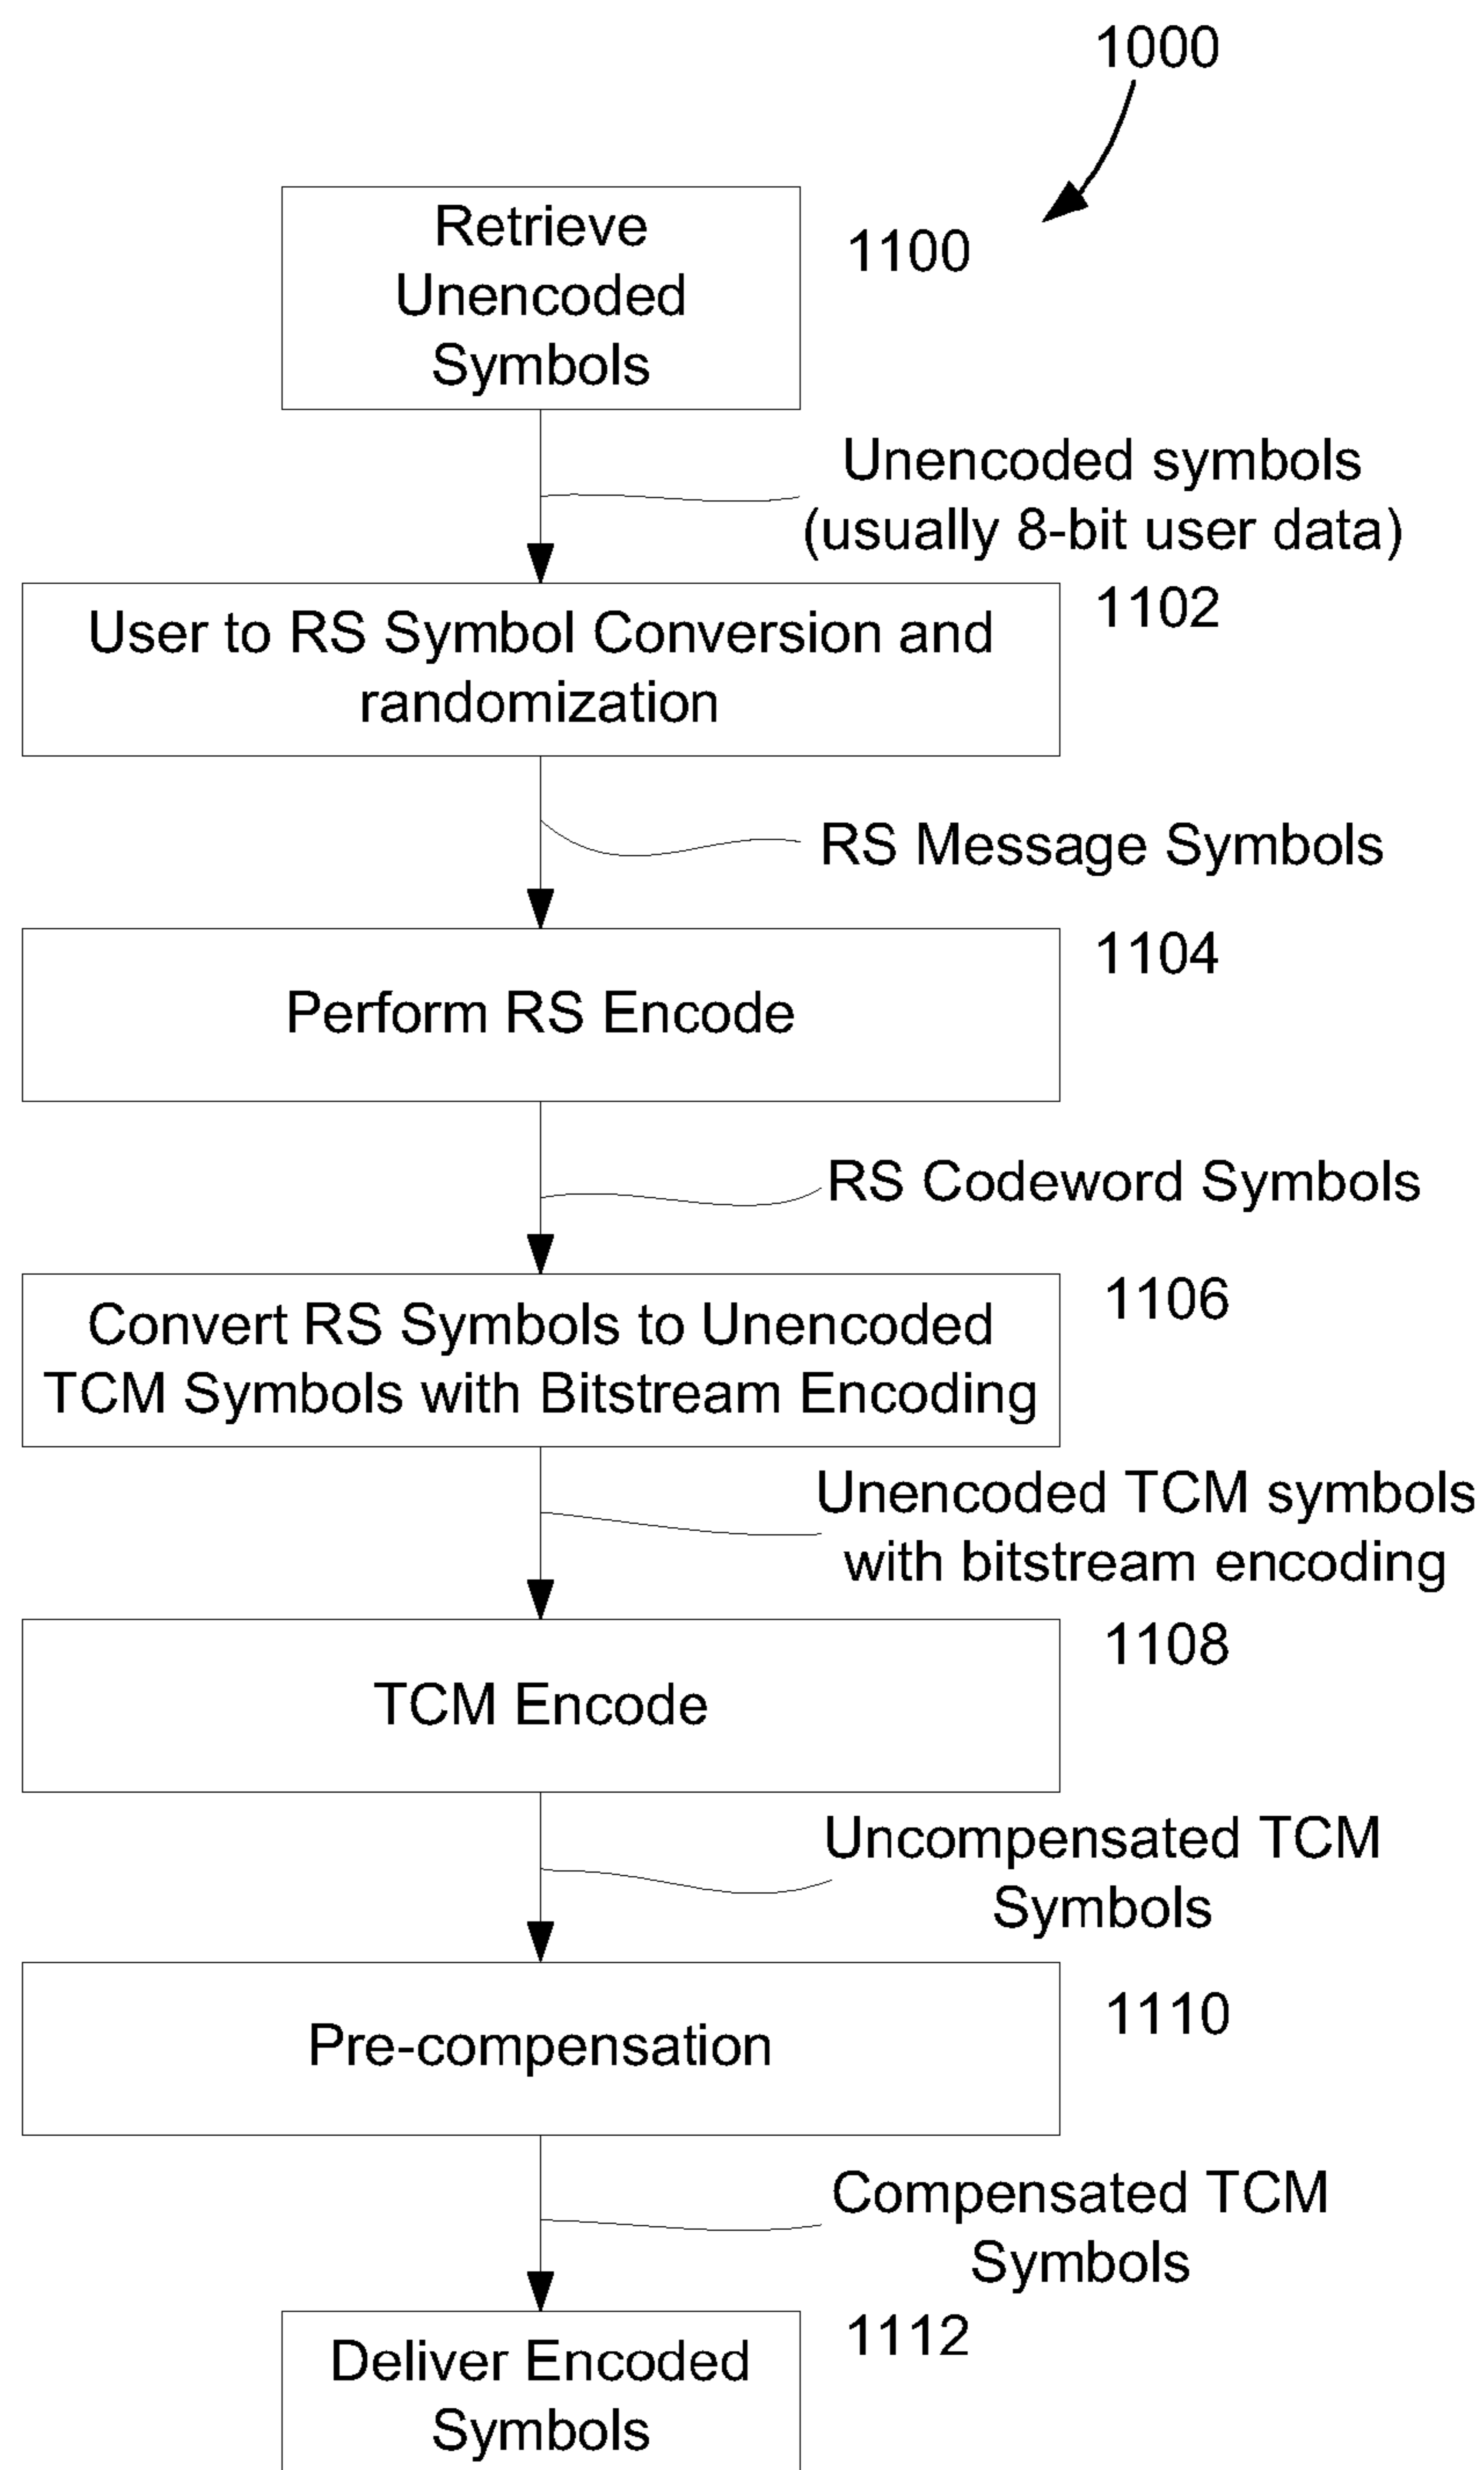 1000
Retrieve
Unencoded
Symbols
1100
Unencoded symbols
(usually 8-bit user data)
User to RS Symbol Conversion and
randomization
1102
RS Message Symbols
Perform RS Encode
1104
RS Codeword Symbols
Convert RS Symbols to Unencoded
TCM Symbols with Bitstream Encoding
1106
Unencoded TCM symbols
with bitstream encoding
TCM Encode
1108
Uncompensated TCM
Symbols
Pre-compensation
1110
Compensated TCM
Symbols
Deliver Encoded
Symbols
1112